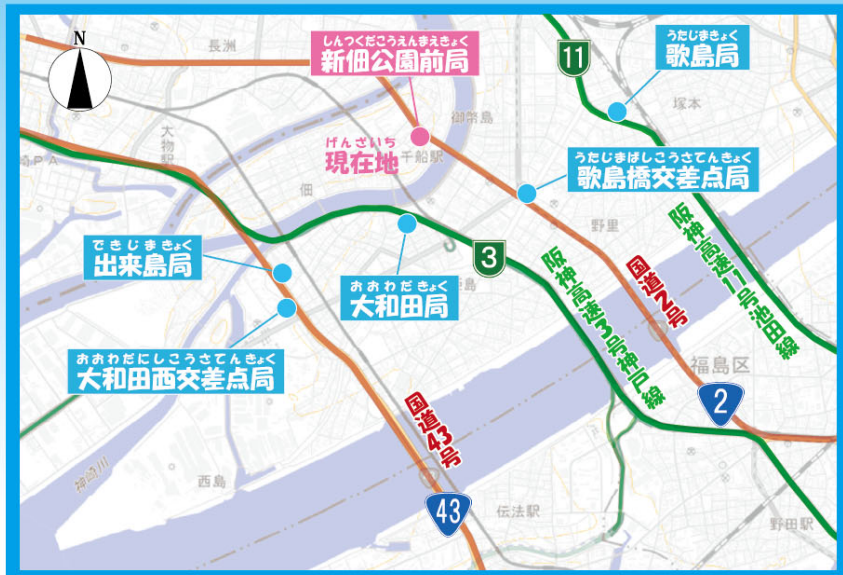 N
長洲
しんつくだこうえんまえきょく
新佃公園前局
11
うたじまきょく
歌島局
塚本
御幣島
大物駅
げんざいち
現在地
千船駅
PA
佃
うたじまばしこうさてんきょく
歌島橋交差点局
野里
できじまきょく
出来島局
おおわだきょく
大和田局
3
阪神高速3号神戸線
国道2号
阪神高速11号池田線
おおわだにしこうさてんきょく
大和田西交差点局
福島区
2
国道43号
神崎川
西島
43
伝法駅
野田駅